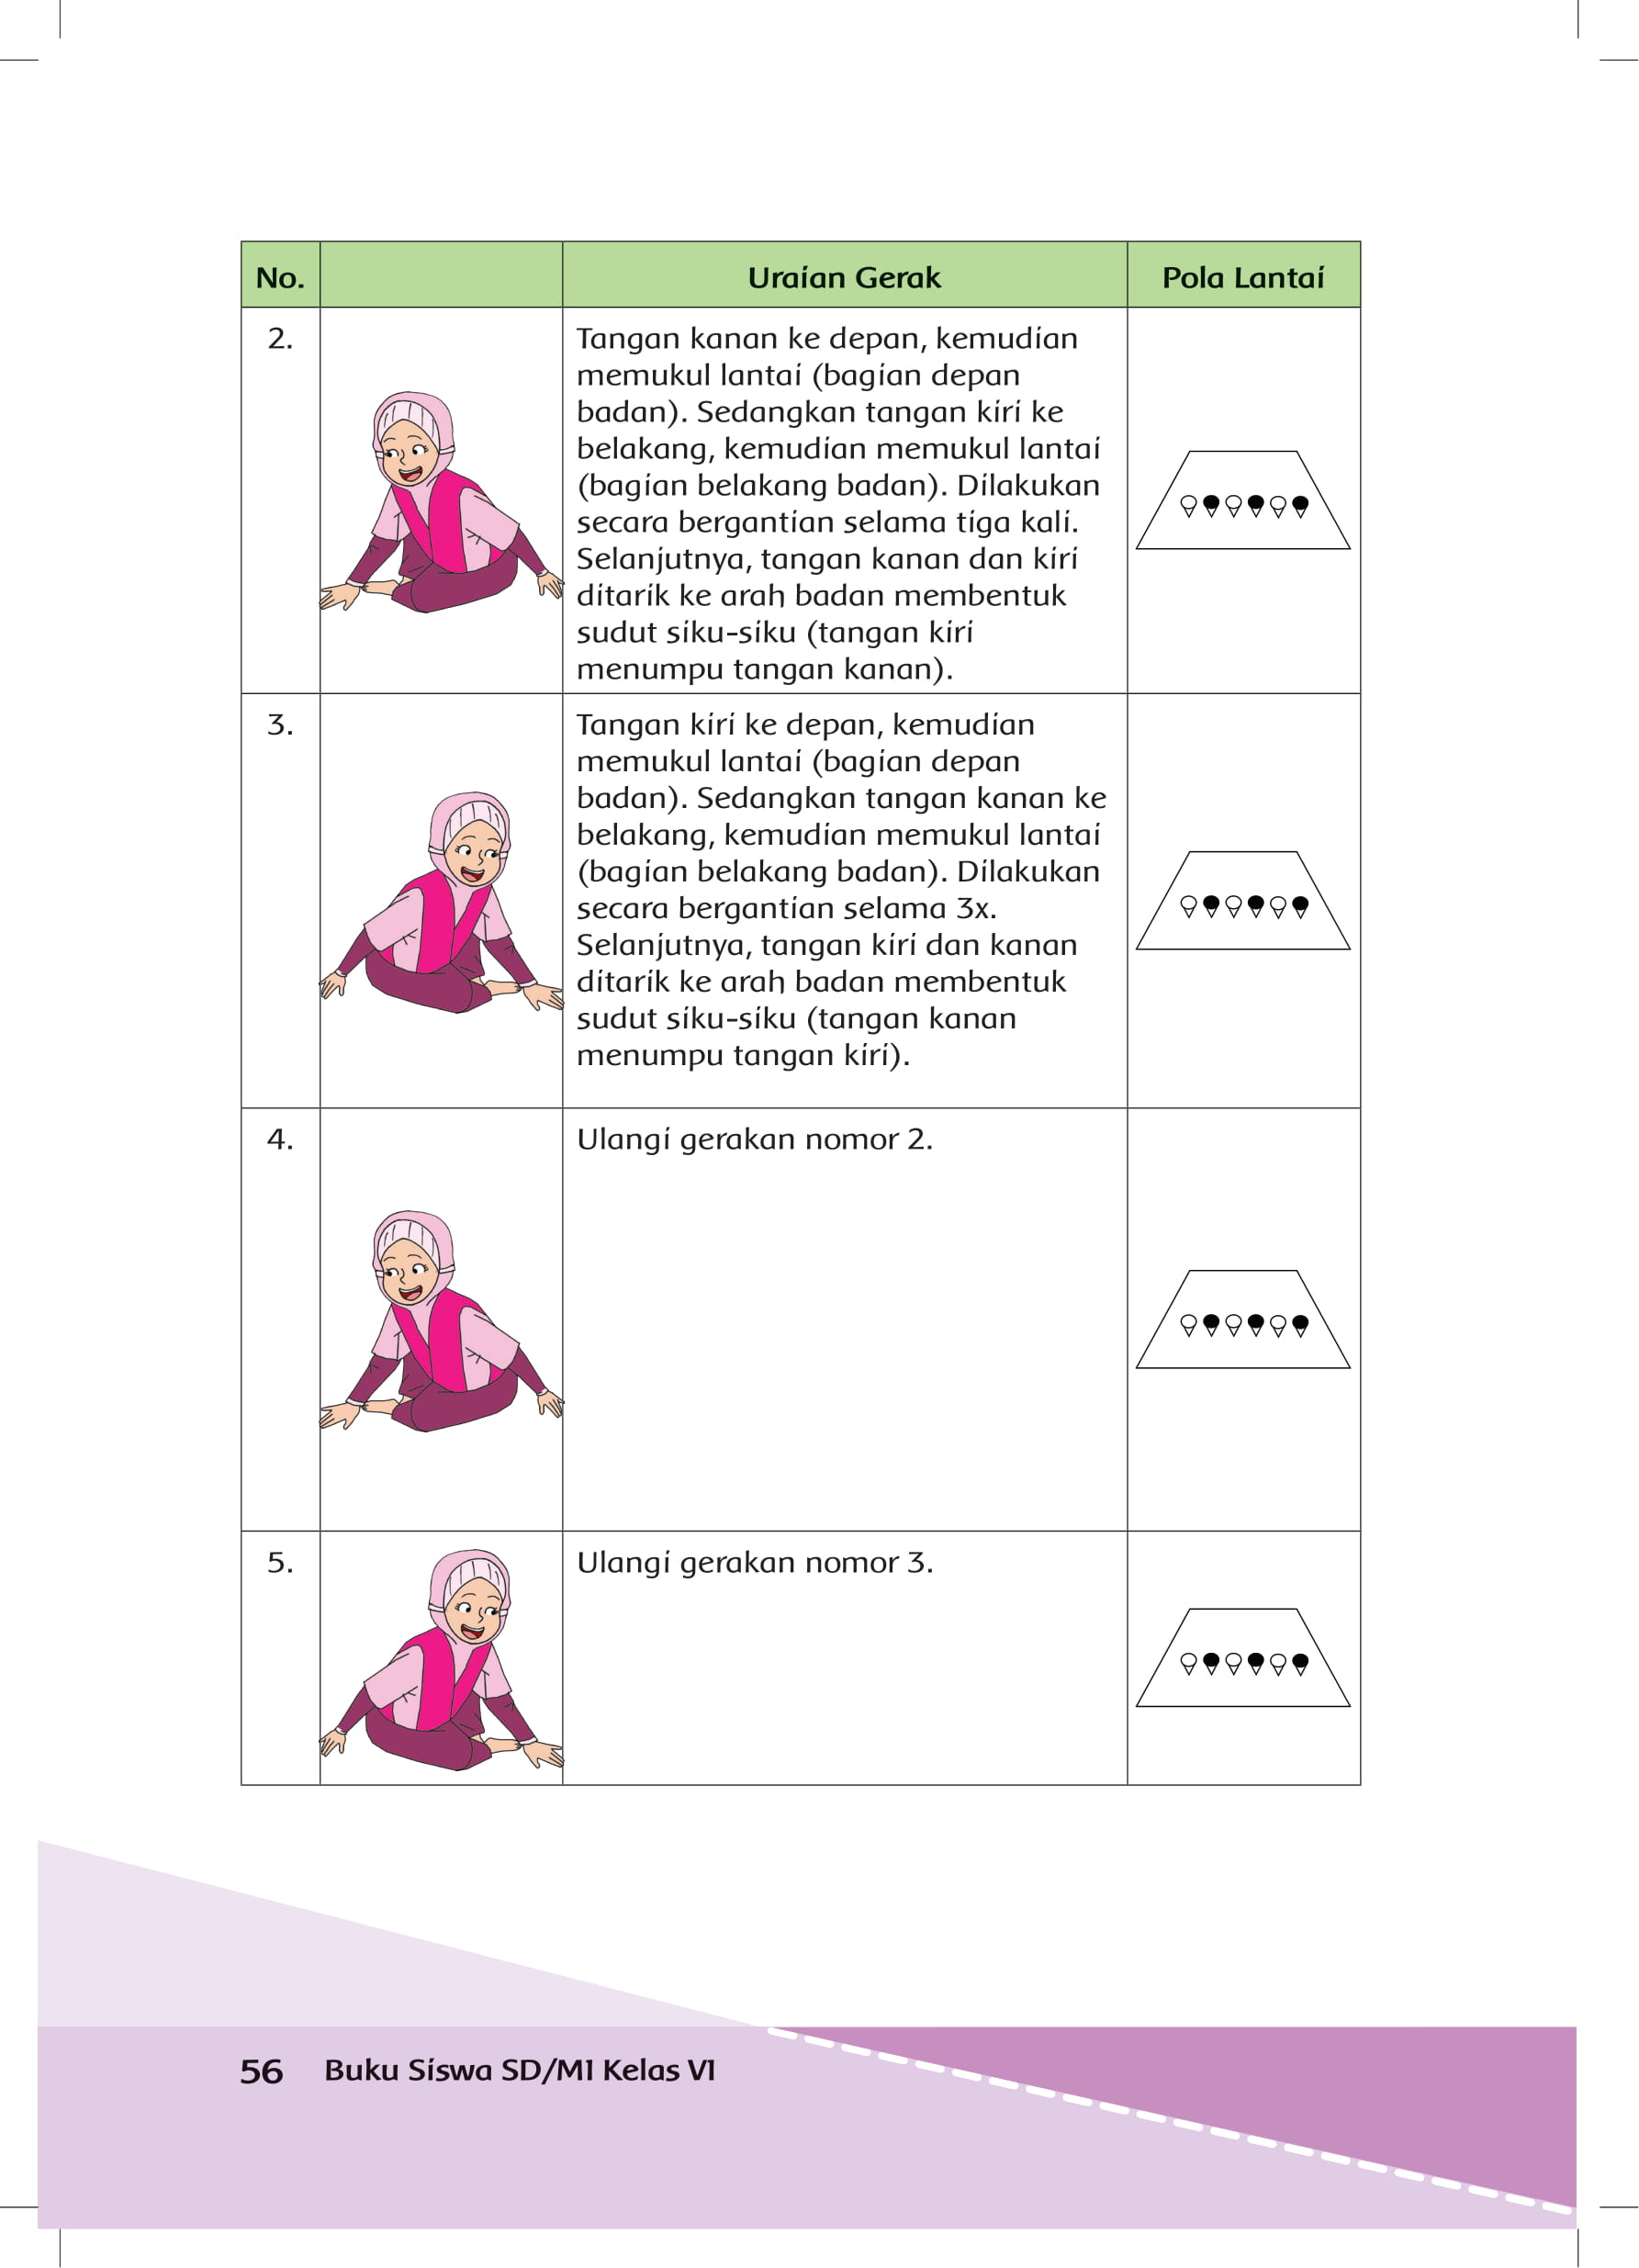 No. Uraian Gerak Pola Lantai
2. Tangan kanan ke depan, kemudian
memukul lantai (bagian depan
badan). Sedangkan tangan kiri ke
belakang, kemudian memukul lantai
(bagian belakang badan). Dilakukan
secara bergantian selama tiga kali.
Selanjutnya, tangan kanan dan kiri
ditarik ke arah badan membentuk
sudut siku-siku (tangan kiri
menumpu tangan kanan).
3. Tangan kiri ke depan, kemudian
memukul lantai (bagian depan
badan). Sedangkan tangan kanan ke
belakang, kemudian memukul lantai
(bagian belakang badan). Dilakukan
secara bergantian selama 3x.
Selanjutnya, tangan kiri dan kanan
ditarik ke arah badan membentuk
sudut siku-siku (tangan kanan
menumpu tangan kiri).
4. Ulangi gerakan nomor 2.
5. Ulangi gerakan nomor 3.
56 Buku Siswa SD/MI Kelas VI